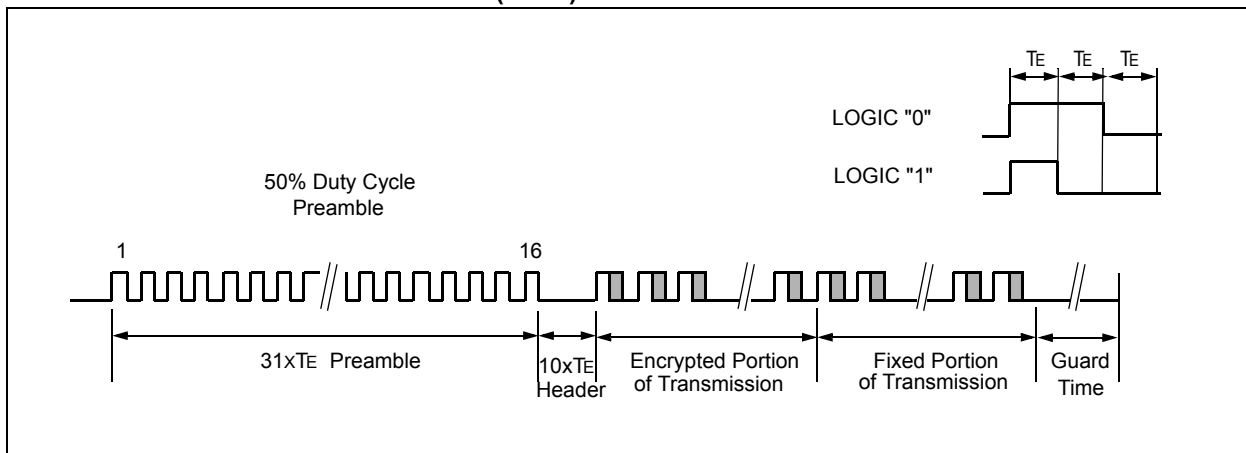 TE TE TE
LOGIC "0"
LOGIC "1"
50% Duty Cycle
Preamble
1 16
31xTE Preamble
10xTE
Header
Encrypted Portion
of Transmission
Fixed Portion
of Transmission
Guard
Time